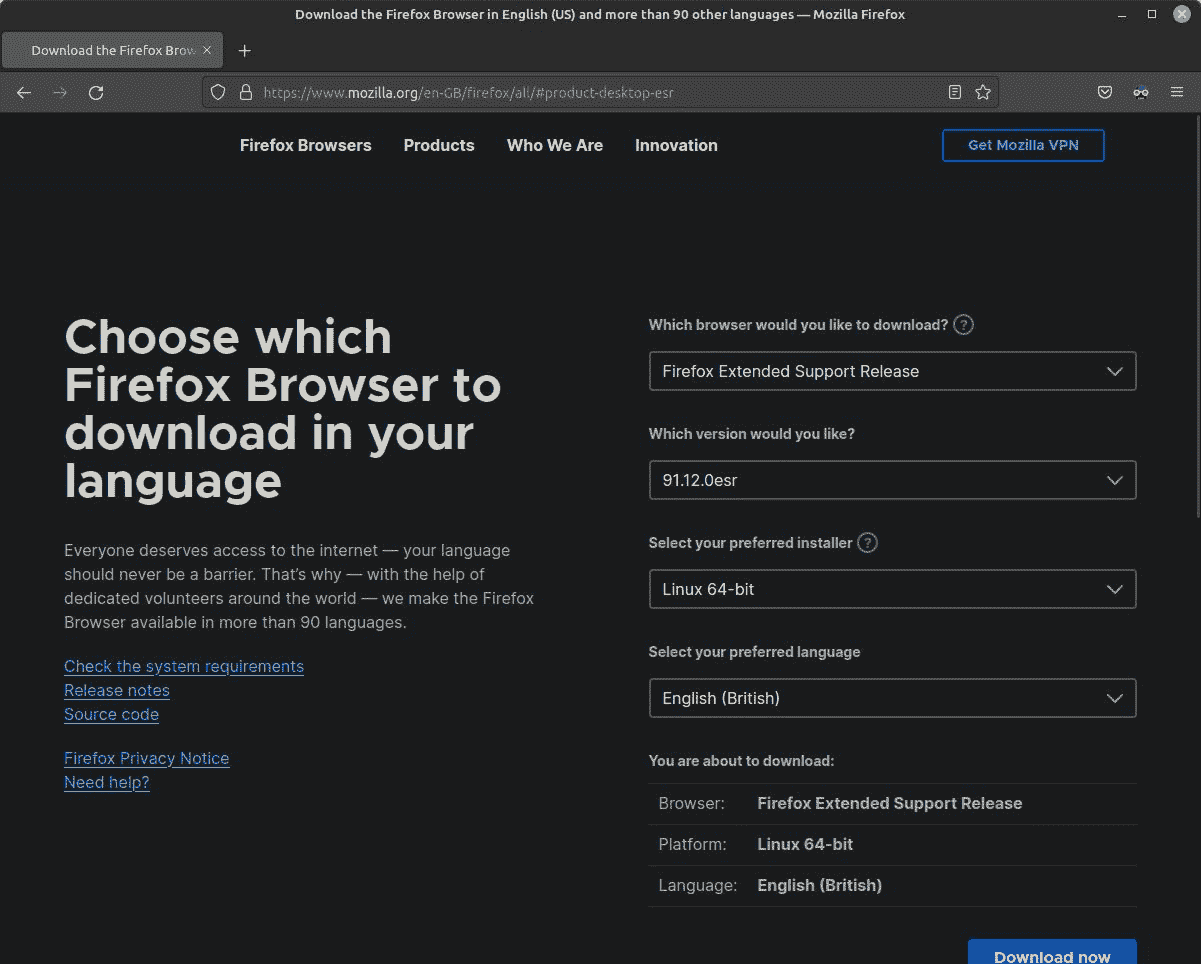 Download the Firefox Browser in English (US) and more than 90 other languages — Mozilla Firefox
Download the Firefox Brow
https://www.mozilla.org/en-GB/firefox/all/#product-desktop-esr
Firefox Browsers Products Who We Are Innovation Get Mozilla VPN
Choose which
Firefox Browser to
download in your
language
Everyone deserves access to the internet — your language
should never be a barrier. That's why — with the help of
dedicated volunteers around the world — we make the Firefox
Browser available in more than 90 languages.
Check the system requirements
Release notes
Source code
Firefox Privacy Notice
Need help?
Which browser would you like to download? ?
Firefox Extended Support Release
Which version would you like?
91.12.0esr
Select your preferred installer ?
Linux 64-bit
Select your preferred language
English (British)
You are about to download:
Browser: Firefox Extended Support Release
Platform: Linux 64-bit
Language: English (British)
Download now